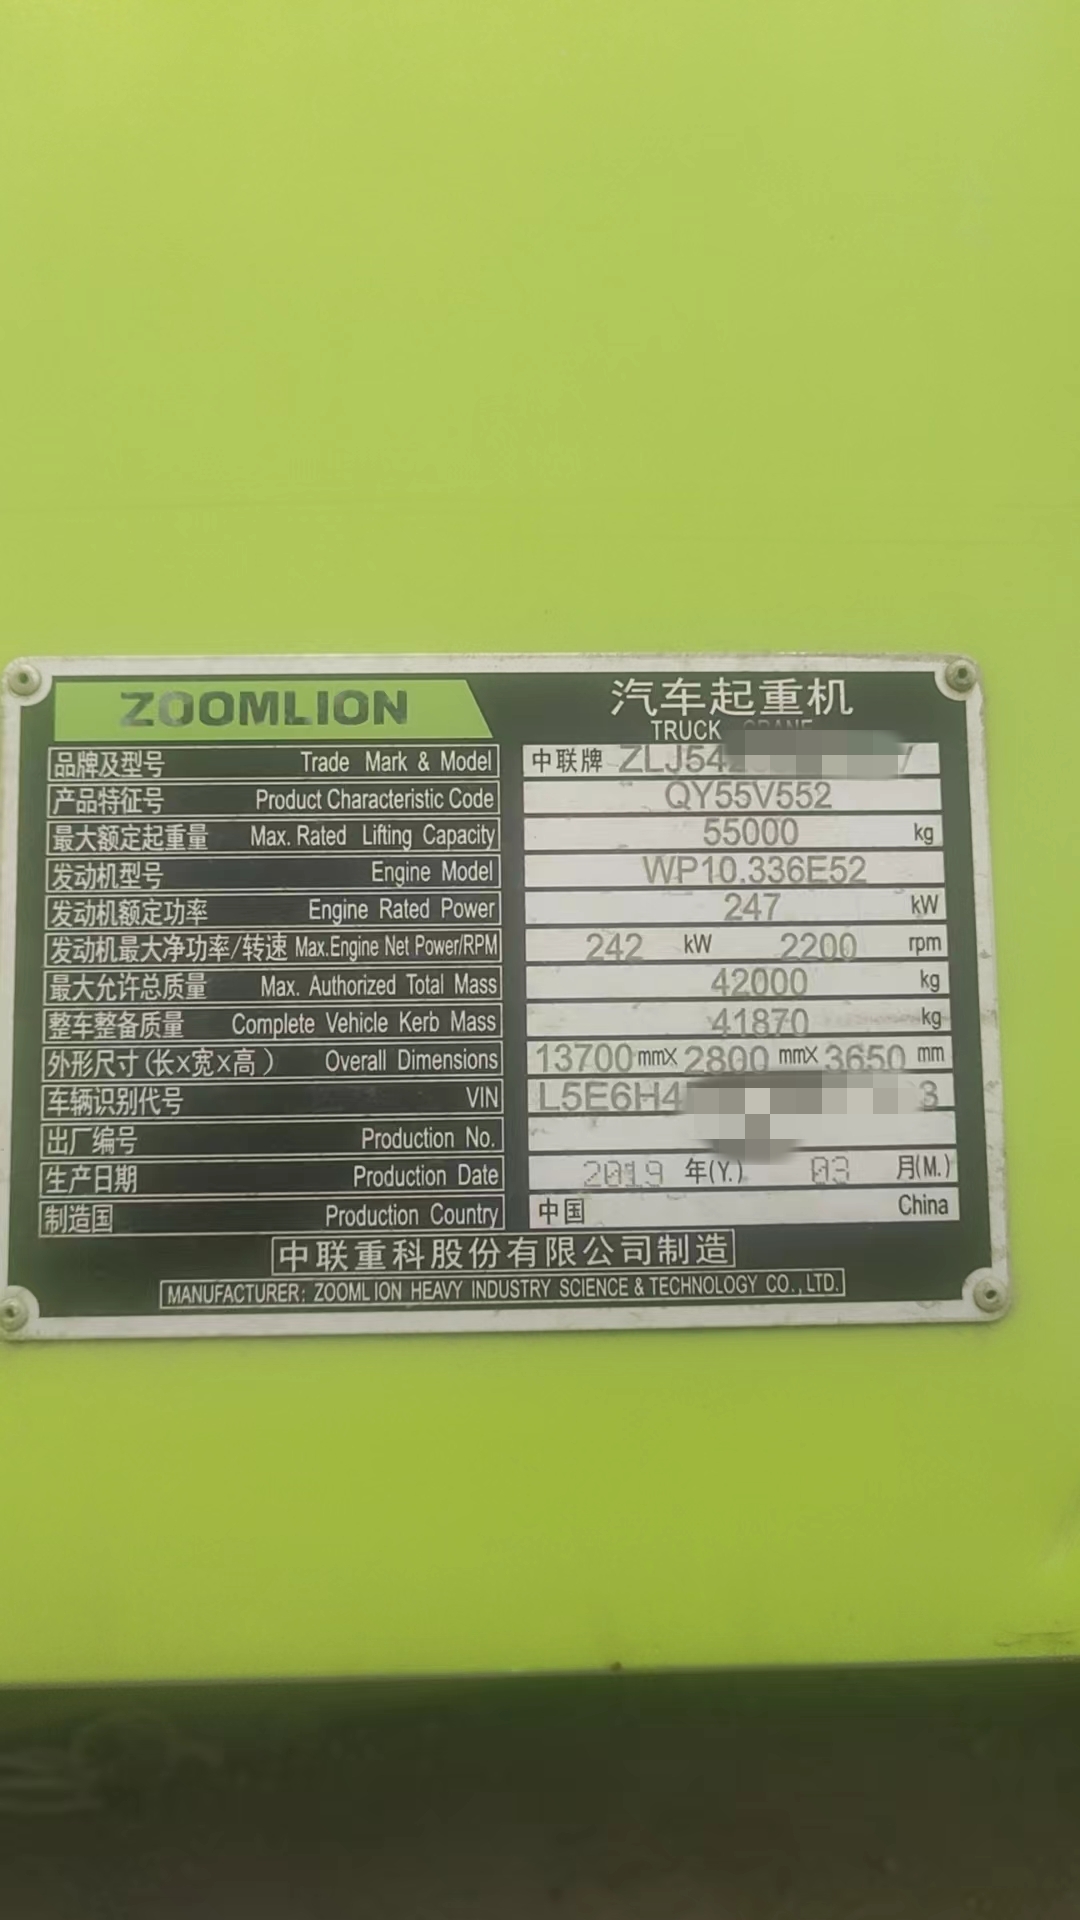 ZOOMLION 汽车起重机
TRUCK CRANE
品牌及型号 Trade Mark & Model 中联牌 ZLJ542
产品特征号 Product Characteristic Code QY55V552
最大额定起重量 Max. Rated Lifting Capacity 55000 kg
发动机型号 Engine Model WP10.336E52
发动机额定功率 Engine Rated Power 247 kW
发动机最大净功率/转速 Max.Engine Net Power/RPM 242 kW 2200 rpm
最大允许总质量 Max. Authorized Total Mass 42000 kg
整车整备质量 Complete Vehicle Kerb Mass 41870 kg
外形尺寸(长×宽×高) Overall Dimensions 13700 mm× 2800 mm× 3650 mm
车辆识别代号 VIN L5E6H4 3
出厂编号 Production No.
生产日期 Production Date 2019 年(Y.) 03 月(M.)
制造国 Production Country 中国 China
中联重科股份有限公司制造
MANUFACTURER: ZOOMLION HEAVY INDUSTRY SCIENCE & TECHNOLOGY CO.,LTD.